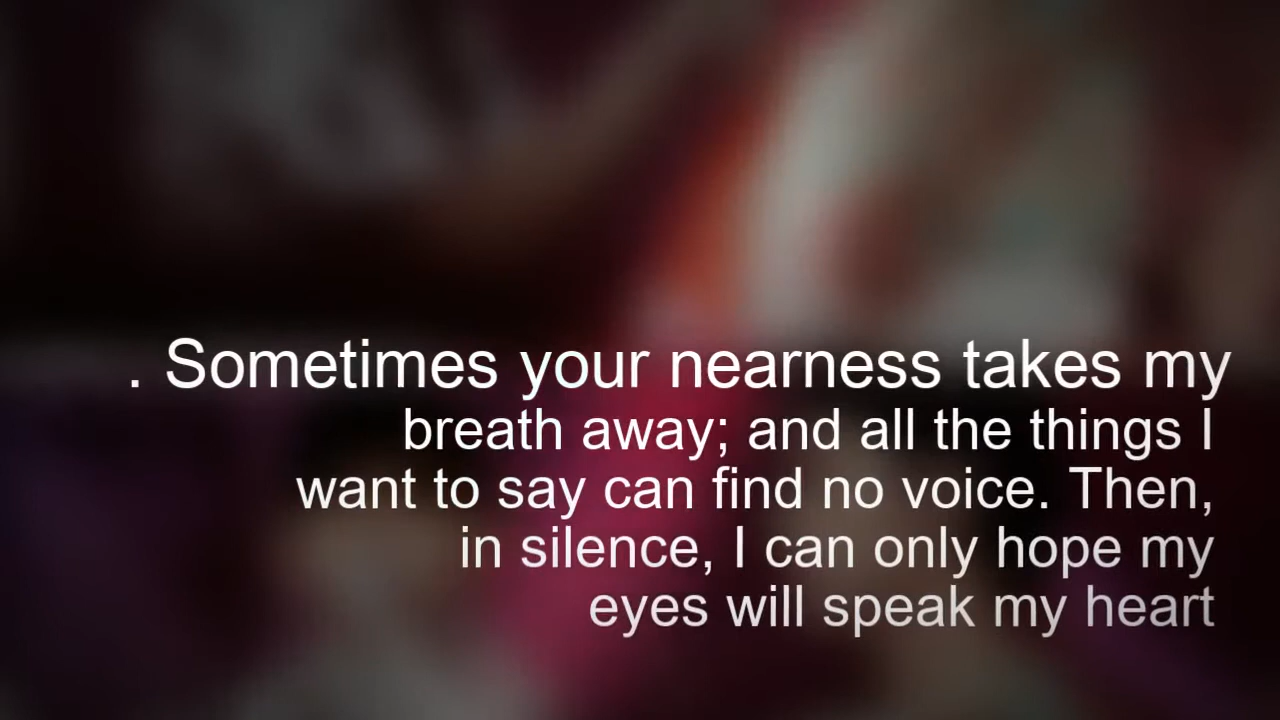 . Sometimes your nearness takes my
breath away; and all the things I
want to say can find no voice. Then,
in silence, I can only hope my
eyes will speak my heart